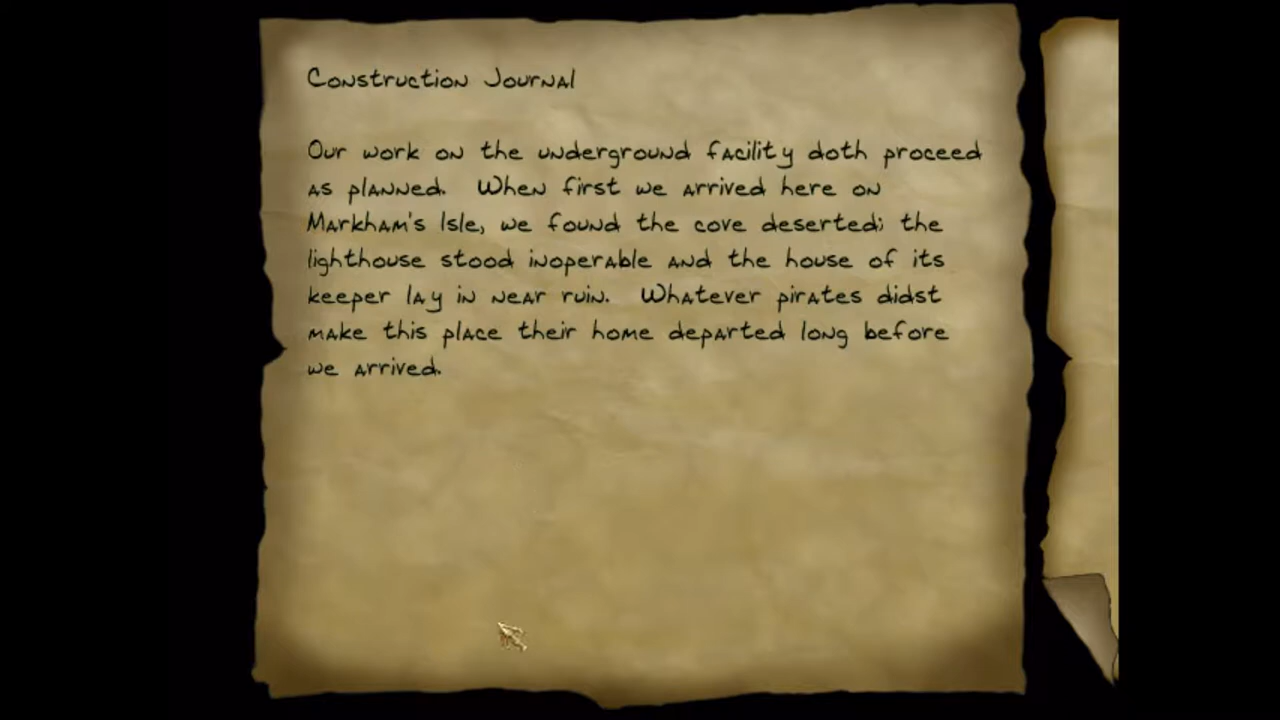 Construction Journal
Our work on the underground facility doth proceed
as planned. When first we arrived here on
Markham's Isle, we found the cove deserted; the
lighthouse stood inoperable and the house of its
keeper lay in near ruin. Whatever pirates didst
make this place their home departed long before
we arrived.